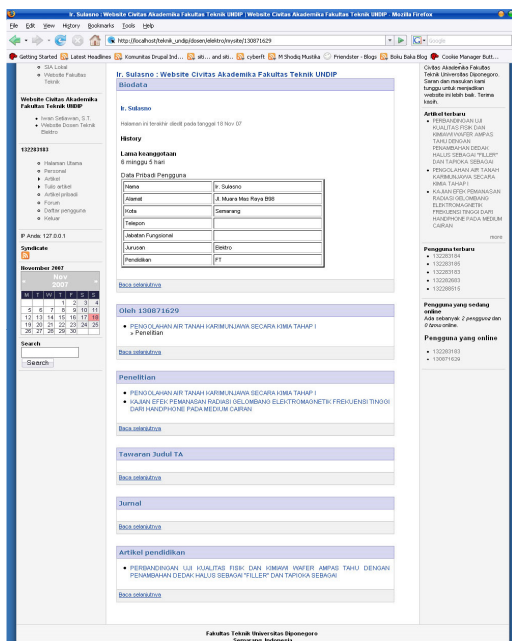 Ir. Sulasno : Website Civitas Akademika Fakultas Teknik UNDIP | Website Civitas Akademika Fakultas Teknik UNDIP - Mozilla Firefox
File Edit View History Bookmarks Tools Help
http://localhost/teknik_undip/dosen/elektro/mysite/130871629
Google
Getting Started Latest Headlines Komunitas Drupal Ind... siti... and siti... cyberft M Shodiq Mustika Friendster - Blogs Boku Baka Blog Cookie Manager Butt...
SIA Lokal
Website Fakultas
Teknik
Website Civitas Akademika
Fakultas Teknik UNDIP
Iwan Setiawan, S.T.
Website Dosen Teknik
Elektro
132283183
Halaman Utama
Personal
Artikel
Tulis artikel
Artikel pribadi
Forum
Daftar pengguna
Keluar
IP Anda: 127.0.0.1
Syndicate
November 2007
« Nov 2007 »
M T W T F S S
1 2 3 4
5 6 7 8 9 10 11
12 13 14 15 16 17 18
19 20 21 22 23 24 25
26 27 28 29 30
Search
Search
Ir. Sulasno : Website Civitas Akademika Fakultas Teknik UNDIP
Biodata
Ir. Sulasno
Halaman ini terakhir diedit pada tanggal 18 Nov 07
History
Lama keanggotaan
6 minggu 5 hari
Data Pribadi Pengguna
Nama Ir. Sulasno
Alamat Jl. Muara Mas Raya B98
Kota Semarang
Telepon
Jabatan Fungsional
Jurusan Elektro
Pendidikan FT
Baca selanjutnya
Oleh 130871629
PENGOLAHAN AIR TANAH KARIMUNJAWA SECARA KIMIA TAHAP I
» Penelitian
Baca selanjutnya
Penelitian
PENGOLAHAN AIR TANAH KARIMUNJAWA SECARA KIMIA TAHAP I
KAJIAN EFEK PEMANASAN RADIASI GELOMBANG ELEKTROMAGNETIK FREKUENSI TINGGI
DARI HANDPHONE PADA MEDIUM CAIRAN
Baca selanjutnya
Tawaran Judul TA
Baca selanjutnya
Jurnal
Baca selanjutnya
Artikel pendidikan
PERBANDINGAN UJI KUALITAS FISIK DAN KIMIAWI WAFER AMPAS TAHU DENGAN
PENAMBAHAN DEDAK HALUS SEBAGAI "FILLER" DAN TAPIOKA SEBAGAI
Baca selanjutnya
Civitas Akademika Fakultas
Teknik Universitas Diponegoro.
Saran dan masukan kami
tunggu untuk menjadikan
website ini lebih baik. Terima
kasih.
Artikel terbaru
PERBANDINGAN UJI
KUALITAS FISIK DAN
KIMIAWI WAFER AMPAS
TAHU DENGAN
PENAMBAHAN DEDAK
HALUS SEBAGAI "FILLER"
DAN TAPIOKA SEBAGAI
PENGOLAHAN AIR TANAH
KARIMUNJAWA SECARA
KIMIA TAHAP I
KAJIAN EFEK PEMANASAN
RADIASI GELOMBANG
ELEKTROMAGNETIK
FREKUENSI TINGGI DARI
HANDPHONE PADA MEDIUM
CAIRAN
more
Pengguna terbaru
132283184
132283185
132283183
132282683
132288515
Pengguna yang sedang
online
Ada sebanyak 2 pengguna dan
0 tamu online.
Pengguna yang online
132283183
130871629
Fakultas Teknik Universitas Diponegoro
Semarang, Indonesia